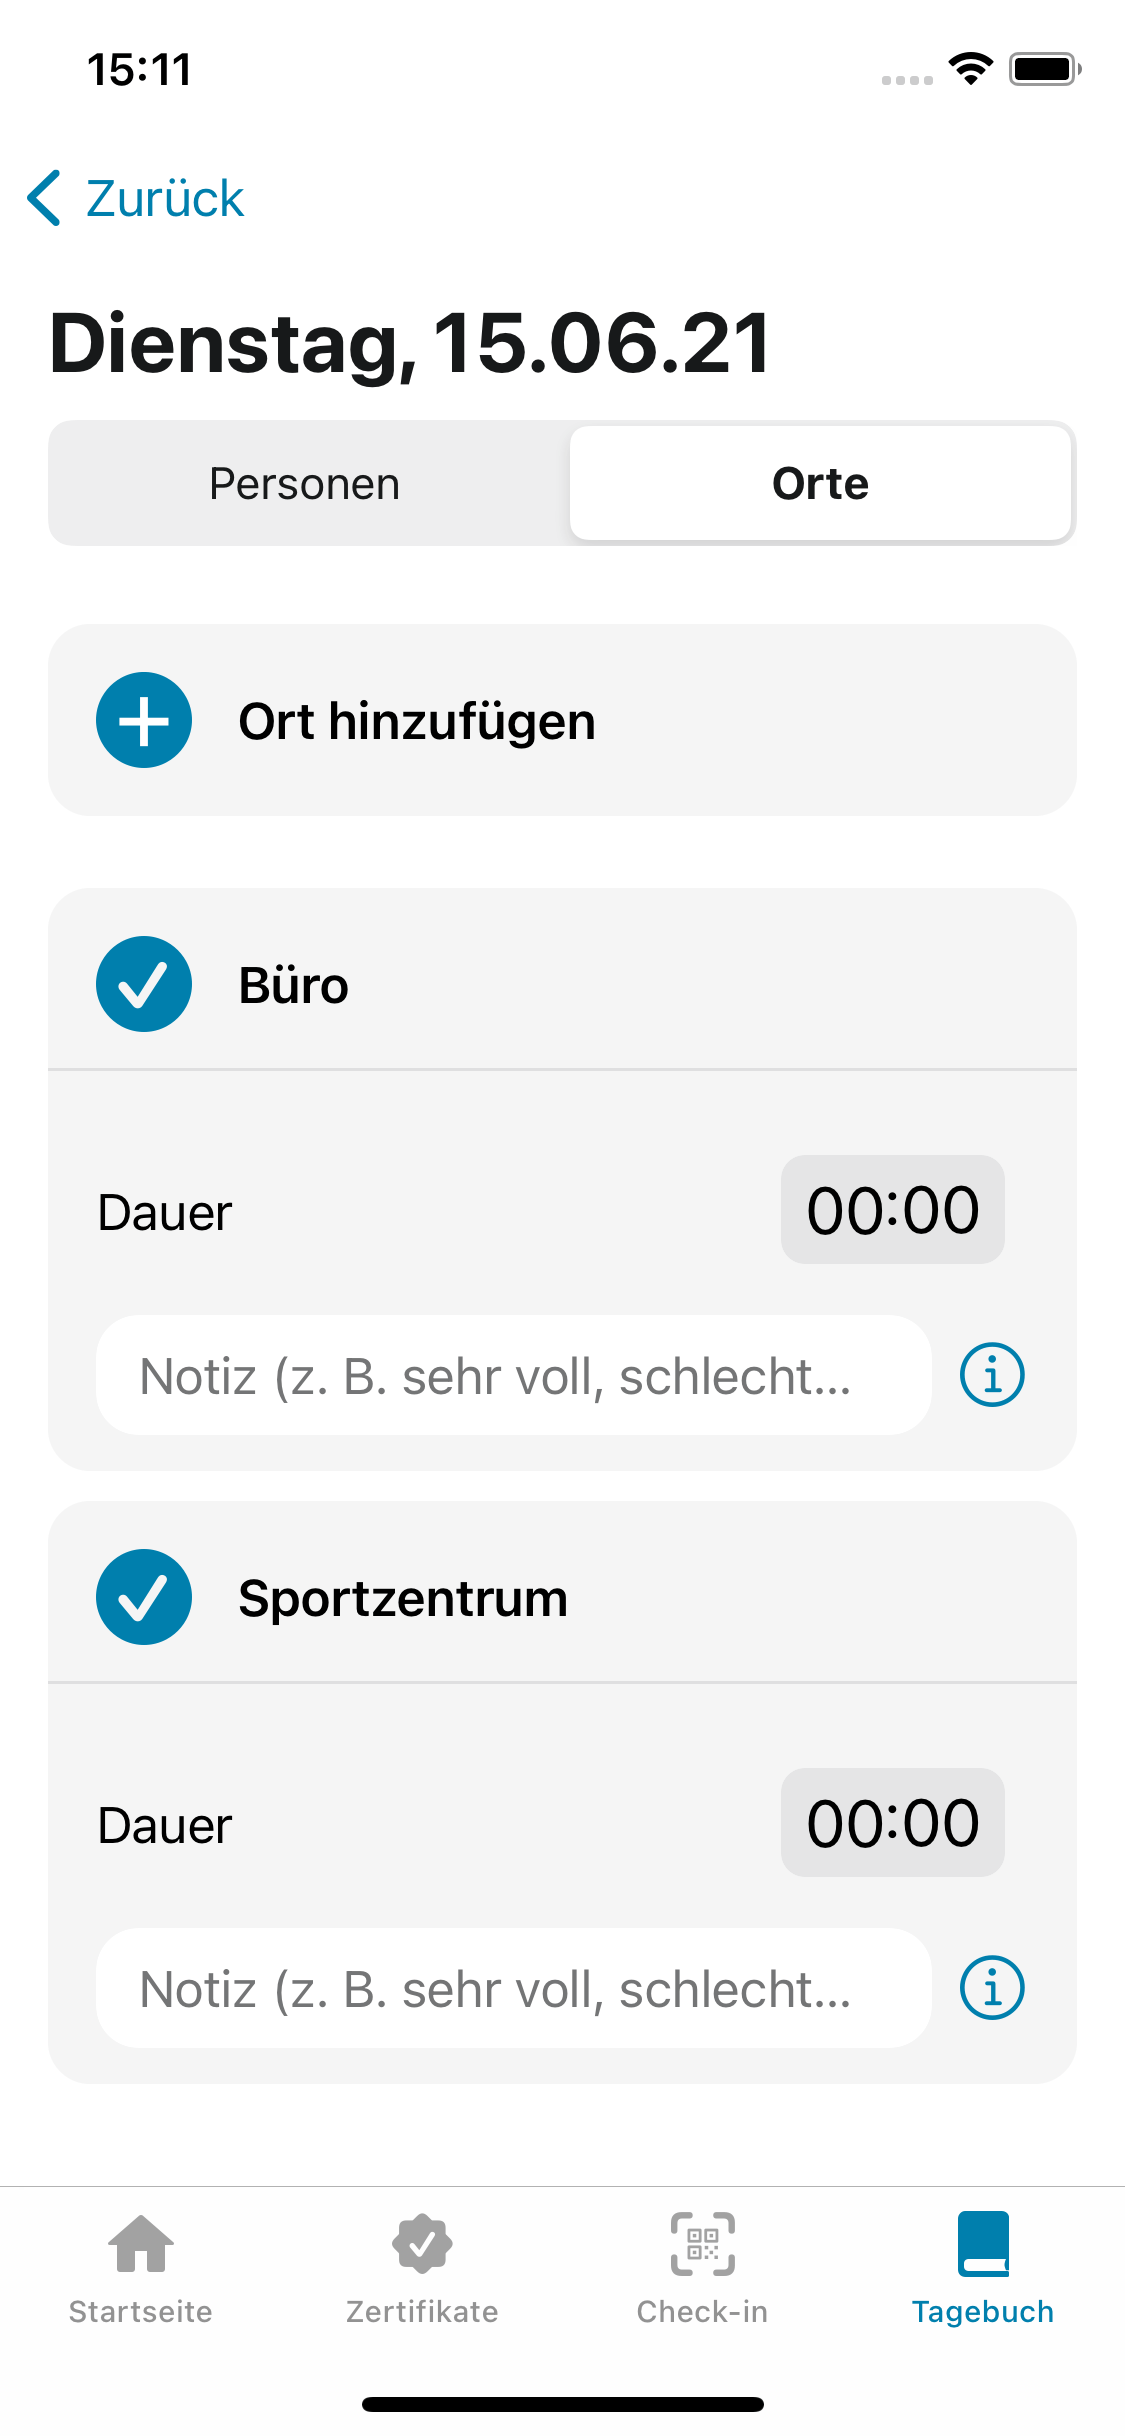 15:11
Zurück
Dienstag, 15.06.21
Personen
Orte
Ort hinzufügen
Büro
Dauer
00:00
Notiz (z. B. sehr voll, schlecht...
Sportzentrum
Dauer
00:00
Notiz (z. B. sehr voll, schlecht...
Startseite
Zertifikate
Check-in
Tagebuch